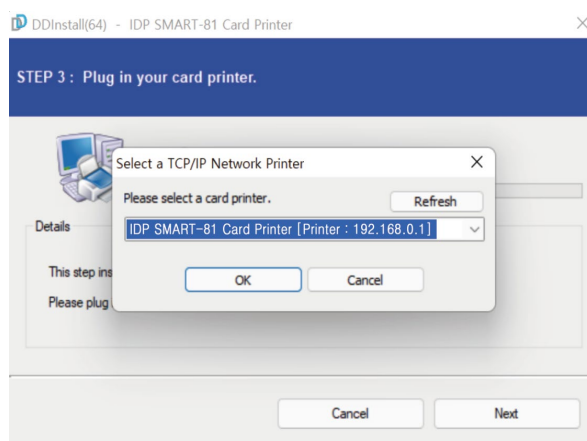 DDInstall(64) - IDP SMART-81 Card Printer
STEP 3 : Plug in your card printer.
Select a TCP/IP Network Printer
Please select a card printer.
Refresh
IDP SMART-81 Card Printer [Printer : 192.168.0.1]
OK
Cancel
Details
This step ins
Please plug
Cancel
Next